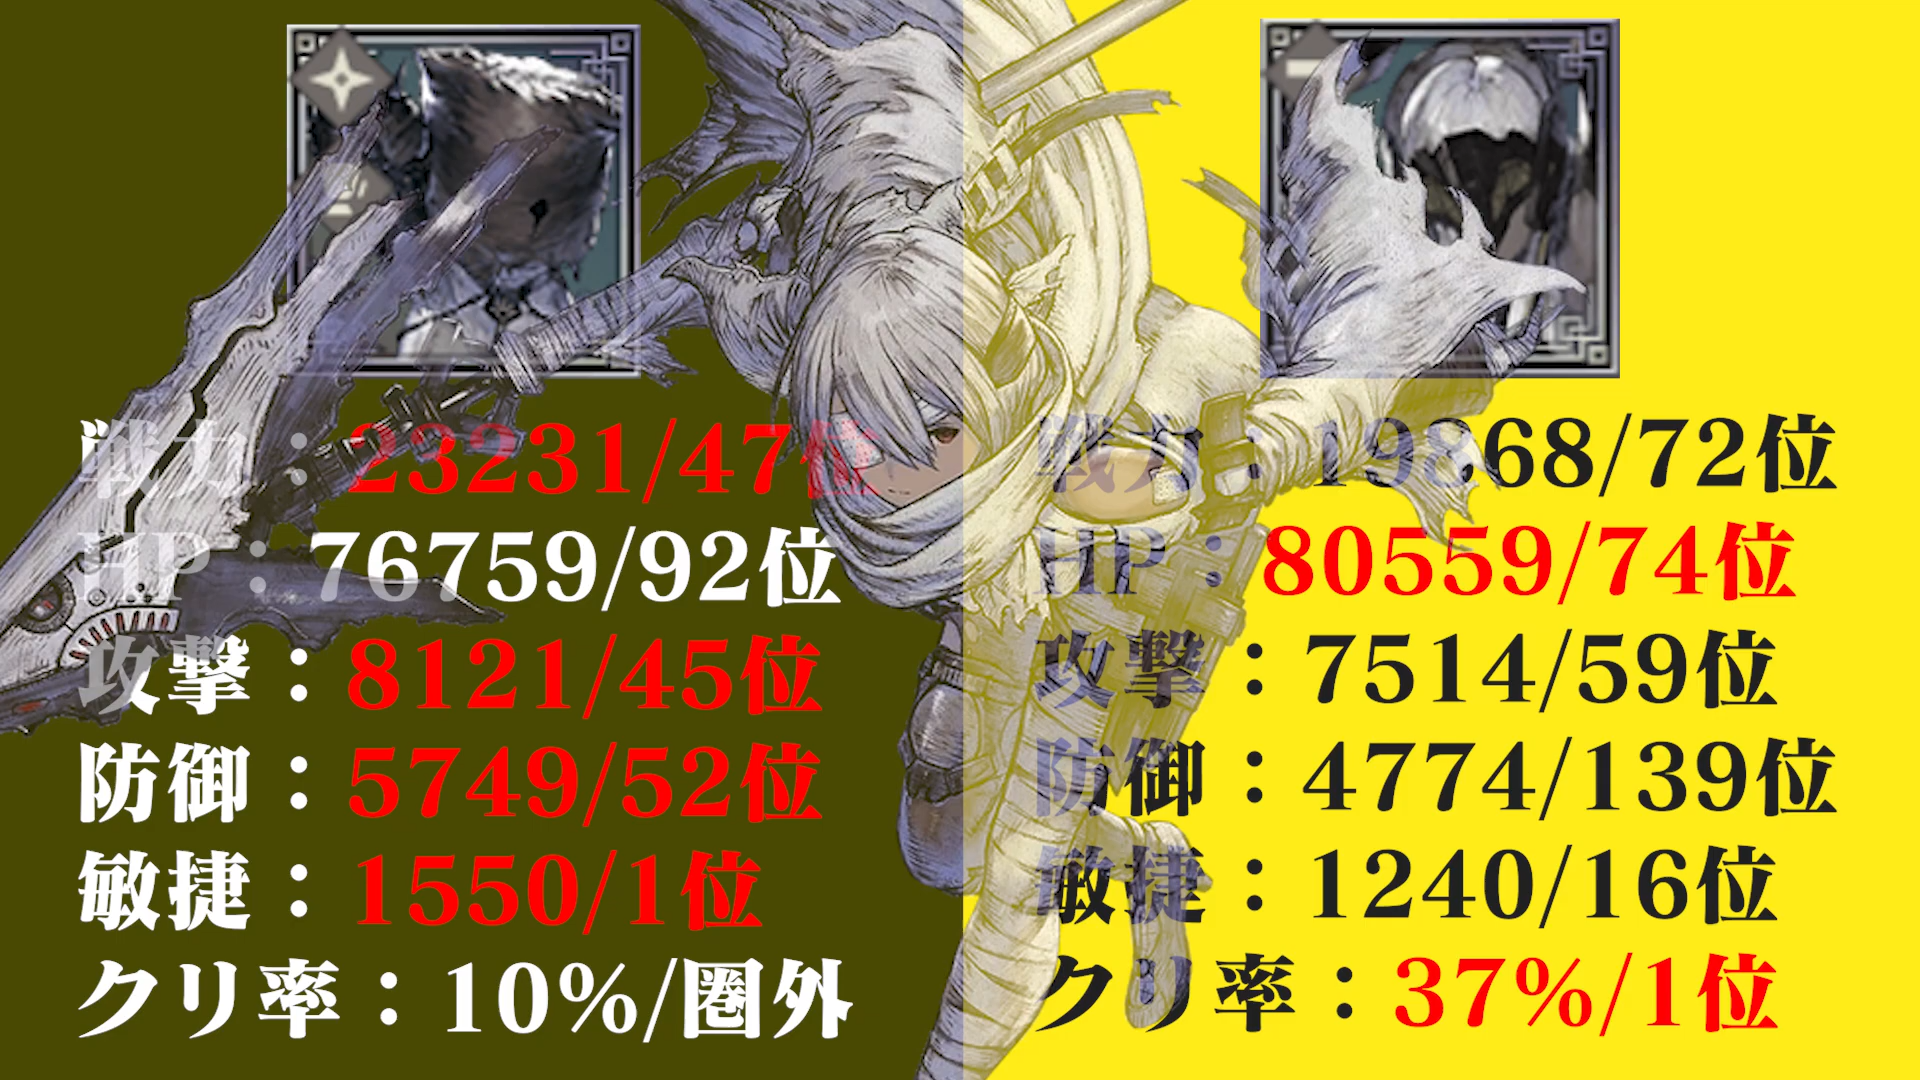 戦力：23231/47位
HP：76759/92位
攻撃：8121/45位
防御：5749/52位
敏捷：1550/1位
クリ率：10%/圏外
戦力：19868/72位
HP：80559/74位
攻撃：7514/59位
防御：4774/139位
敏捷：1240/16位
クリ率：37%/1位